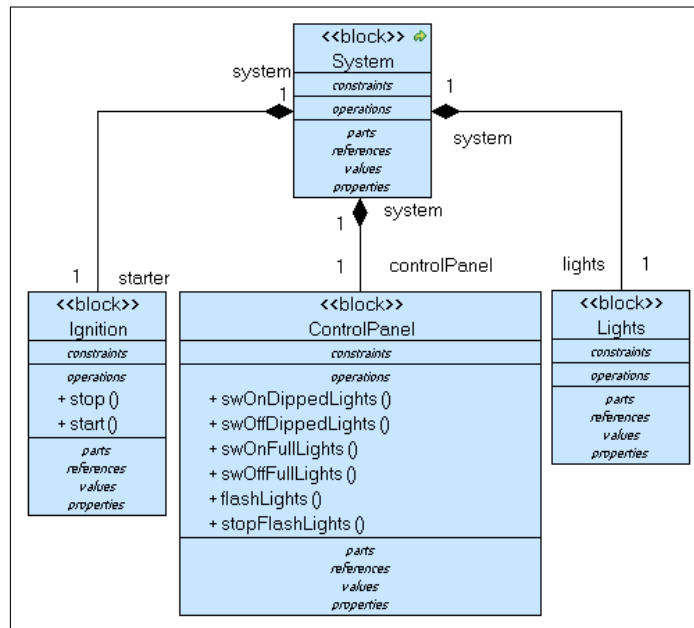 <<block>>
System
constraints
operations
parts
references
values
properties
system
1
1
system
system
1
1
starter
1
controlPanel
lights
1
<<block>>
Ignition
constraints
operations
+ stop ()
+ start ()
parts
references
values
properties
<<block>>
ControlPanel
constraints
operations
+ swOnDippedLights ()
+ swOffDippedLights ()
+ swOnFullLights ()
+ swOffFullLights ()
+ flashLights ()
+ stopFlashLights ()
parts
references
values
properties
<<block>>
Lights
constraints
operations
parts
references
values
properties